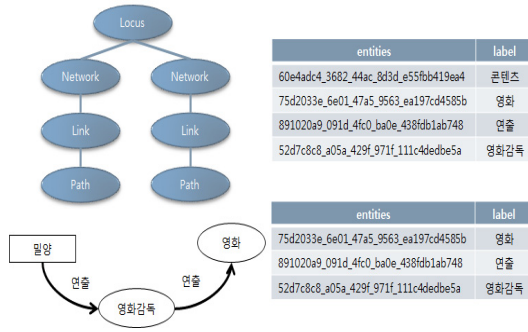 Locus
Network Network
Link Link
Path Path
entities label
60e4adc4_3682_44ac_8d3d_e55fbb419ea4 콘텐츠
75d2033e_6e01_47a5_9563_ea197cd4585b 영화
891020a9_091d_4fc0_ba0e_438fdb1ab748 연출
52d7c8c8_a05a_429f_971f_111c4dedbe5a 영화감독
밀양
연출
영화감독
연출
영화
entities label
75d2033e_6e01_47a5_9563_ea197cd4585b 영화
891020a9_091d_4fc0_ba0e_438fdb1ab748 연출
52d7c8c8_a05a_429f_971f_111c4dedbe5a 영화감독